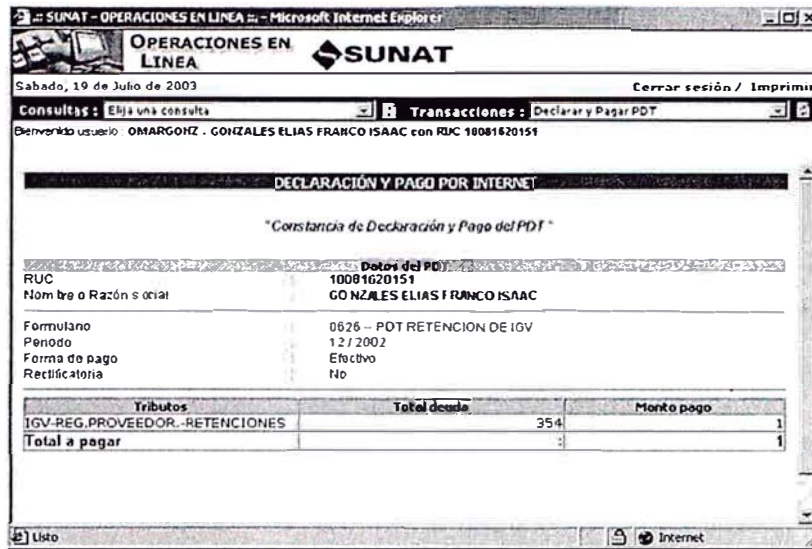 .:: SUNAT - OPERACIONES EN LINEA ::. - Microsoft Internet Explorer
OPERACIONES EN LINEA
SUNAT
Sabado, 19 de Julio de 2003 Cerrar sesión / Imprimir
Consultas : Elija una consulta Transacciones : Declarar y Pagar PDT
Bienvenido usuario : OMARGONZ - GONZALES ELIAS FRANCO ISAAC con RUC 10081620151
DECLARACIÓN Y PAGO POR INTERNET
"Constancia de Declaración y Pago del PDT"
Datos del PDT
RUC : 10081620151
Nombre o Razón social : GONZALES ELIAS FRANCO ISAAC
Formulario : 0626 - PDT RETENCION DE IGV
Periodo : 12 / 2002
Forma de pago : Efectivo
Rectificatoria : No
Tributos Total deuda Monto pago
IGV-REG.PROVEEDOR.-RETENCIONES 354 1
Total a pagar : 1
Listo Internet